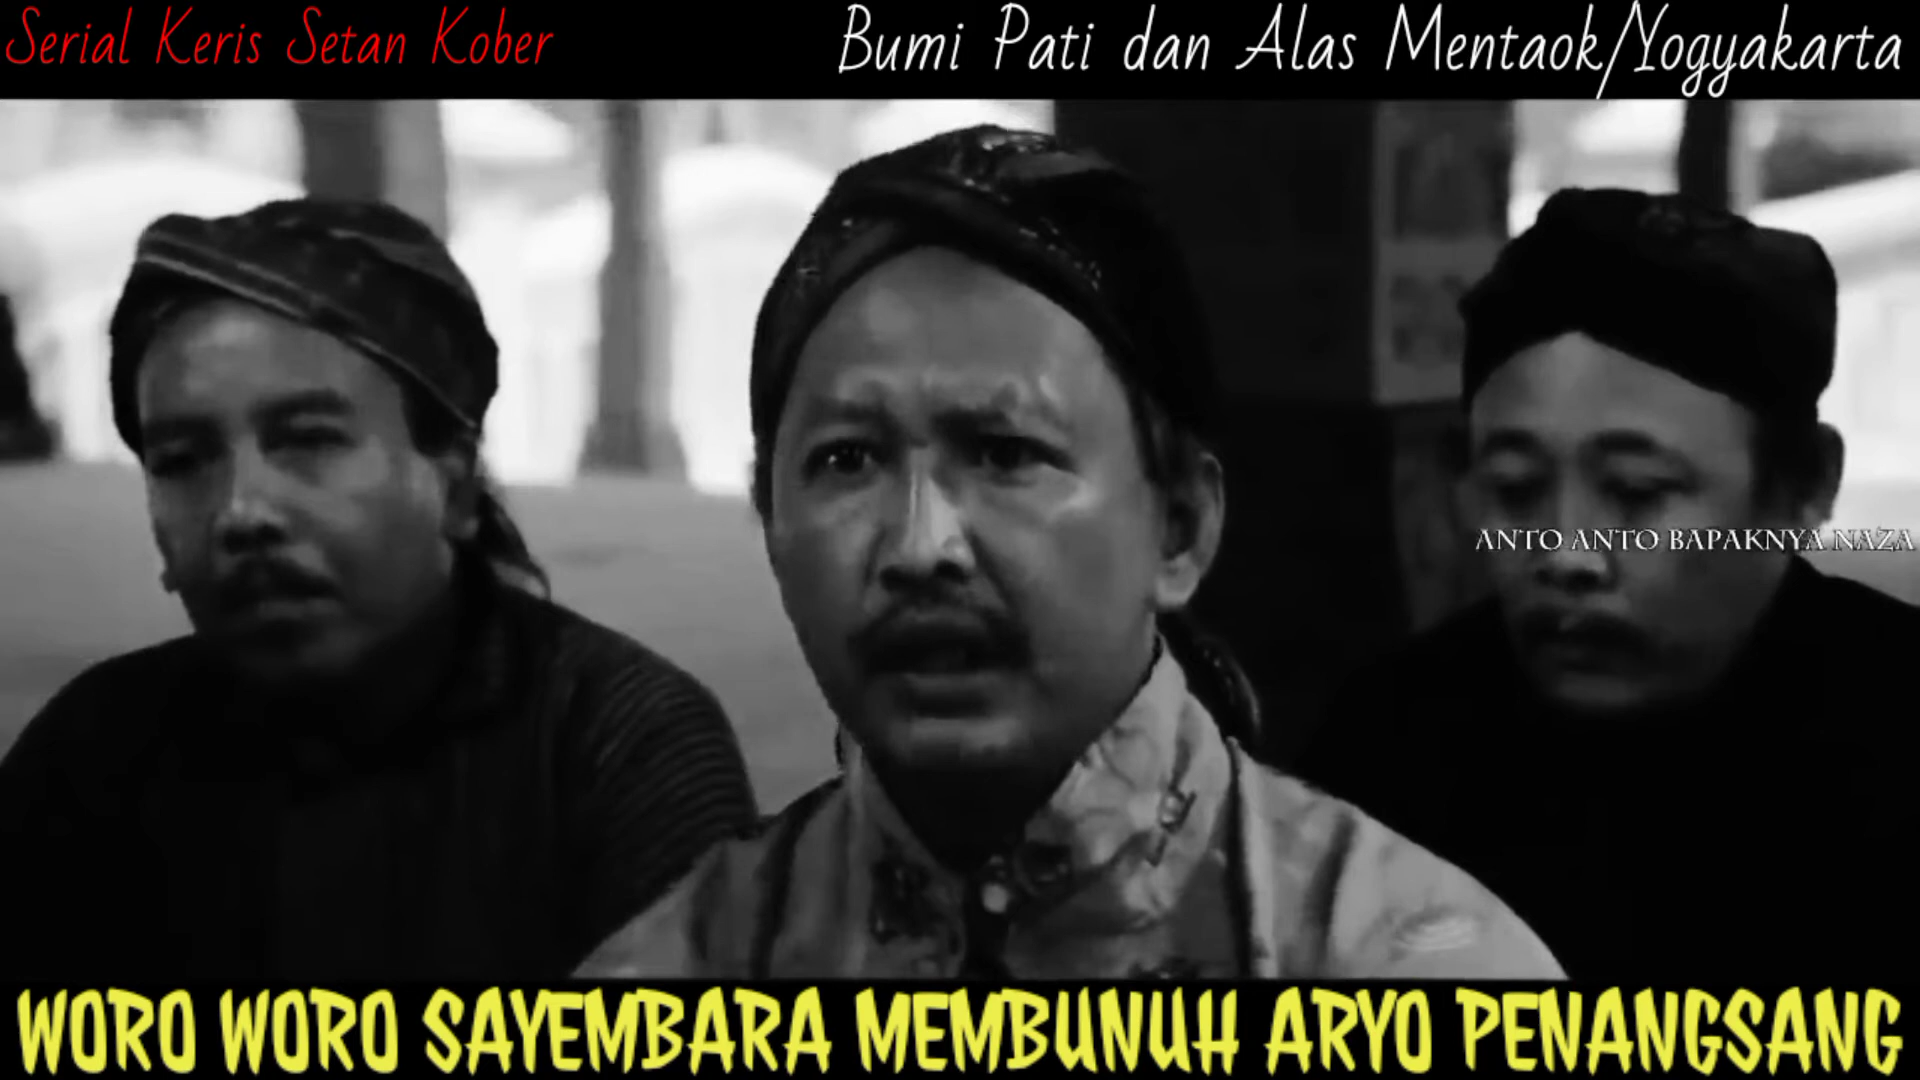 Serial Keris Setan Kober
Bumi Pati dan Alas Mentaok/Yogyakarta
ANTO ANTO BAPAKNYA NAZA
WORO WORO SAYEMBARA MEMBUNUH ARYO PENANGSANG